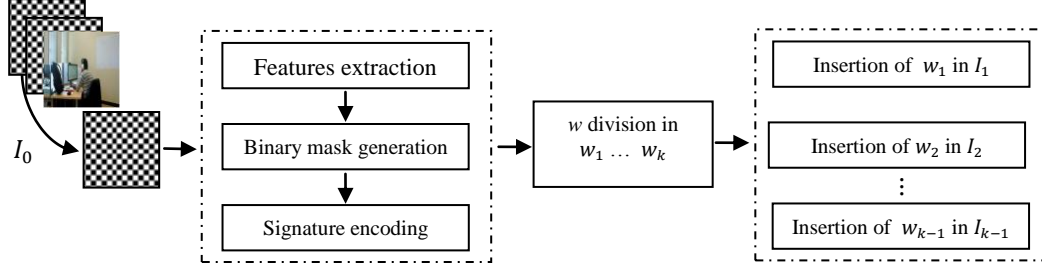 I₀
Features extraction
Binary mask generation
Signature encoding
w division in
w₁ … wₖ
Insertion of w₁ in I₁
Insertion of w₂ in I₂
⋮
Insertion of wₖ₋₁ in Iₖ₋₁